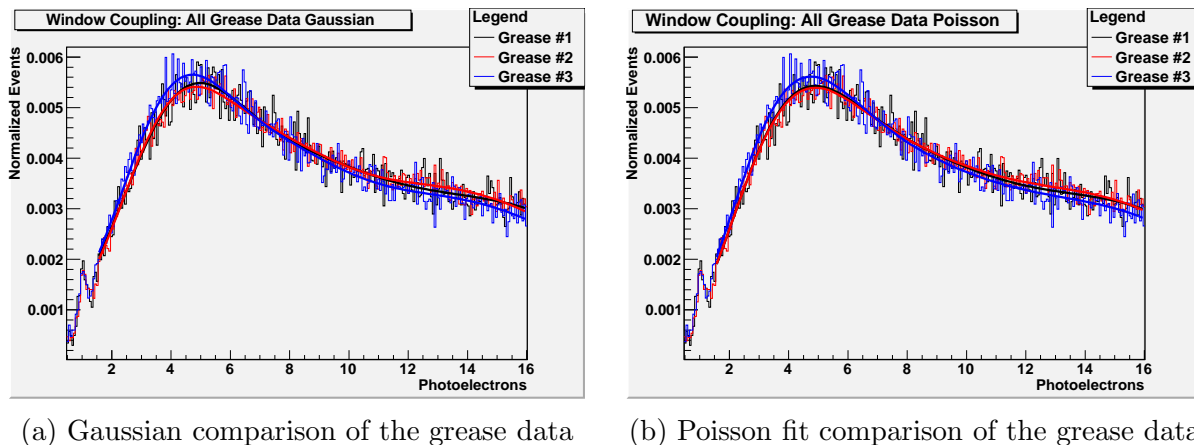 Window Coupling: All Grease Data Gaussian
Legend
Grease #1
Grease #2
Grease #3
Normalized Events
0.006
0.005
0.004
0.003
0.002
0.001
2 4 6 8 10 12 14 16
Photoelectrons
(a) Gaussian comparison of the grease data
Window Coupling: All Grease Data Poisson
Legend
Grease #1
Grease #2
Grease #3
Normalized Events
0.006
0.005
0.004
0.003
0.002
0.001
2 4 6 8 10 12 14 16
Photoelectrons
(b) Poisson fit comparison of the grease data